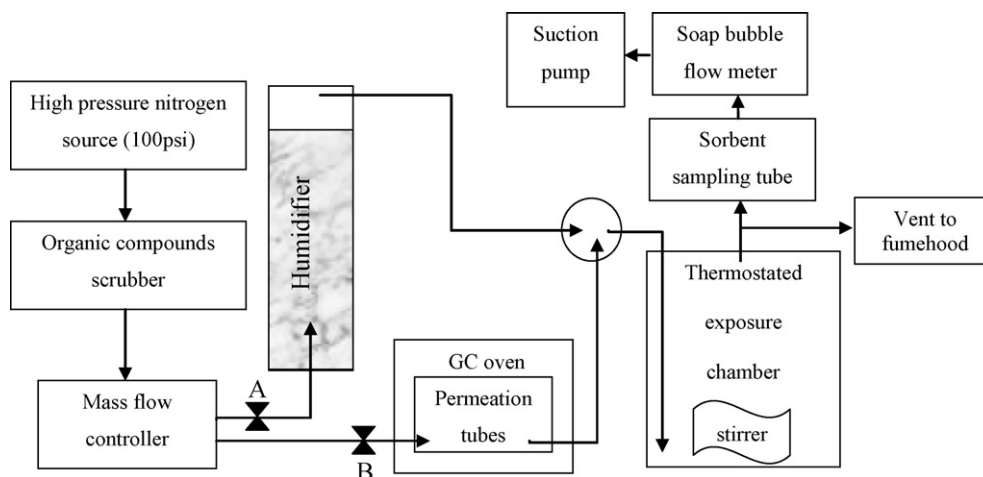 High pressure nitrogen
source (100psi)
Organic compounds
scrubber
Mass flow
controller
A
B
Humidifier
GC oven
Permeation
tubes
Suction
pump
Soap bubble
flow meter
Sorbent
sampling tube
Vent to
fumehood
Thermostated
exposure
chamber
stirrer